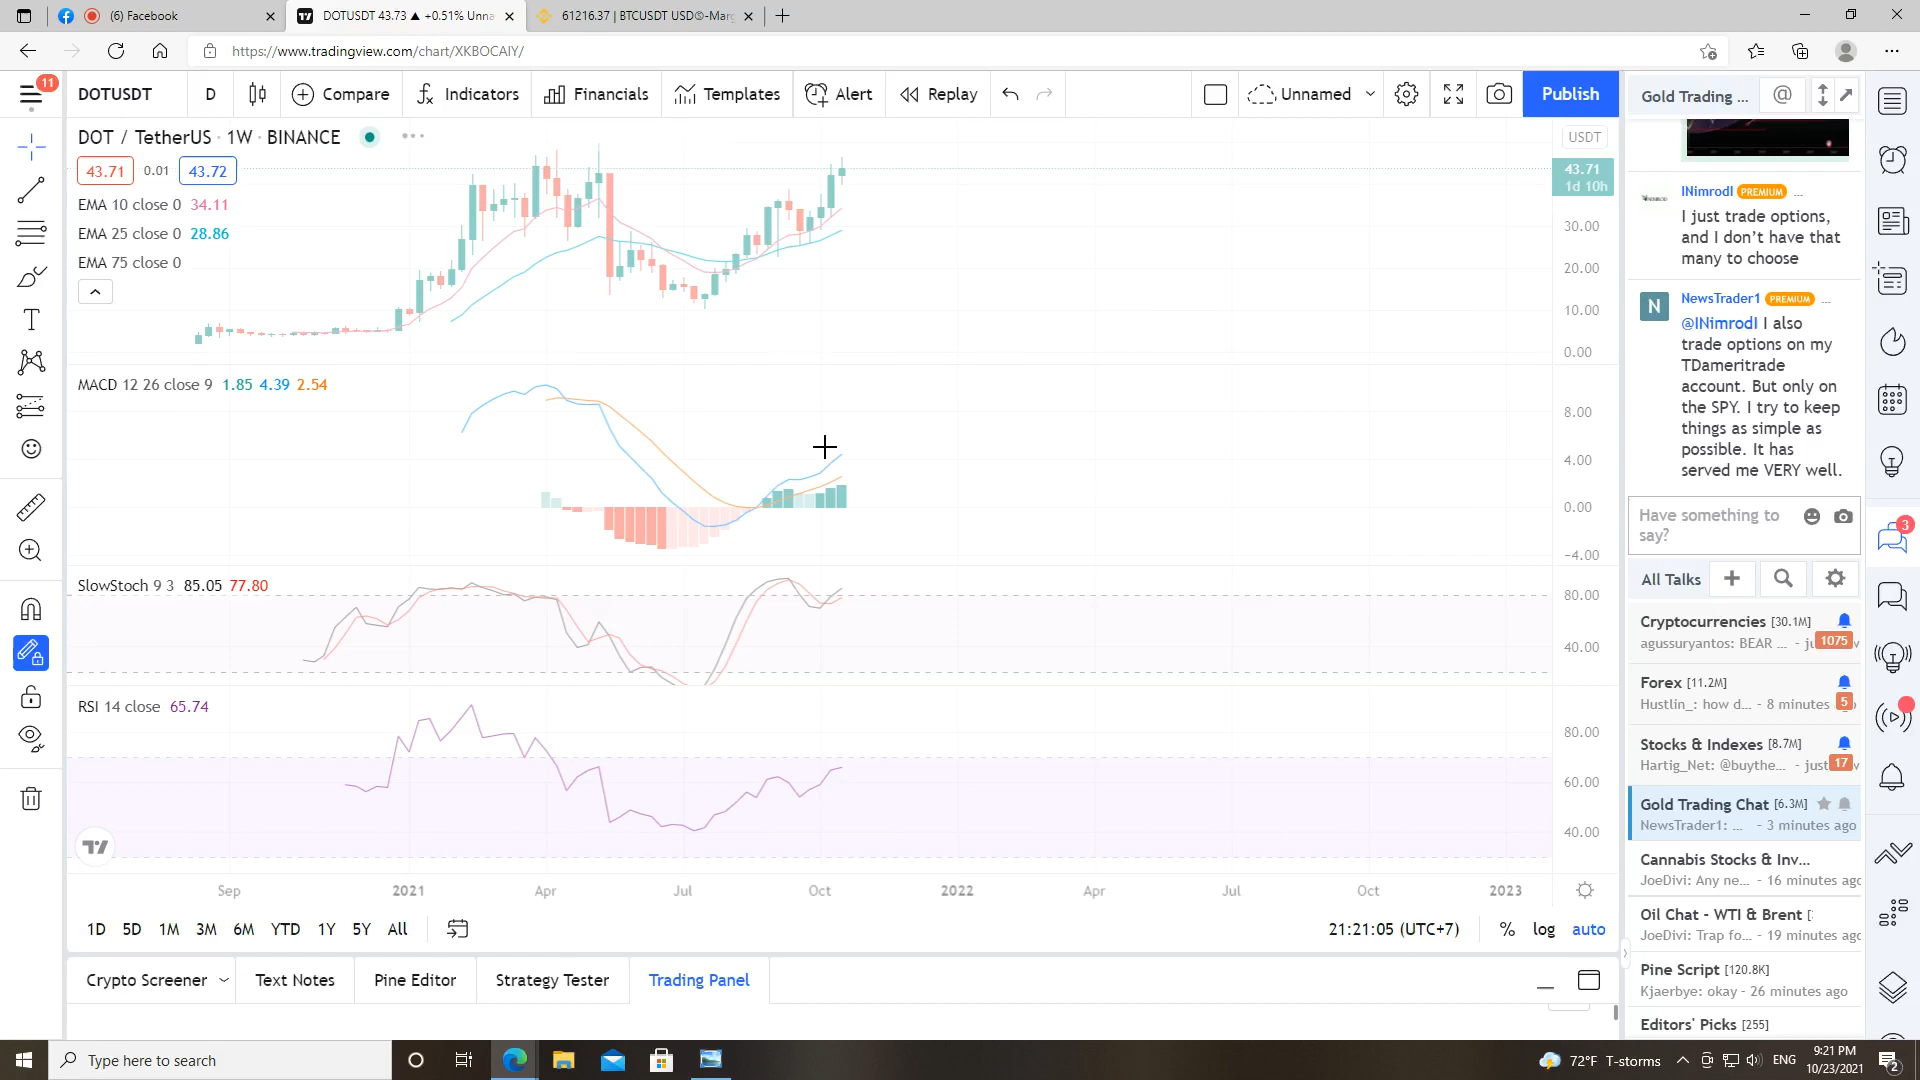 (6) Facebook
DOTUSDT 43.73 ▲ +0.51% Unna
61216.37 | BTCUSDT USD®-Marg
https://www.tradingview.com/chart/XKBOCAIY/
11
DOTUSDT
D
Compare
Indicators
Financials
Templates
Alert
Replay
Unnamed
Publish
Gold Trading ...
@
DOT / TetherUS · 1W · BINANCE
USDT
43.71
0.01
43.72
43.71
1d 10h
EMA 10 close 0 34.11
EMA 25 close 0 28.86
EMA 75 close 0
30.00
20.00
10.00
0.00
MACD 12 26 close 9 1.85 4.39 2.54
8.00
4.00
0.00
−4.00
SlowStoch 9 3 85.05 77.80
80.00
40.00
RSI 14 close 65.74
80.00
60.00
40.00
Sep
2021
Apr
Jul
Oct
2022
Apr
Jul
Oct
2023
1D
5D
1M
3M
6M
YTD
1Y
5Y
All
21:21:05 (UTC+7)
%
log
auto
Crypto Screener
Text Notes
Pine Editor
Strategy Tester
Trading Panel
INimrodI PREMIUM ...
I just trade options,
and I don’t have that
many to choose
N
NewsTrader1 PREMIUM ...
@INimrodI I also
trade options on my
TDameritrade
account. But only on
the SPY. I try to keep
things as simple as
possible. It has
served me VERY well.
Have something to
say?
3
All Talks
Cryptocurrencies [30.1M]
agussuryantos: BEAR ... - ju
1075
Forex [11.2M]
Hustlin_: how d... - 8 minutes
5
Stocks & Indexes [8.7M]
Hartig_Net: @buythe... - just
17
Gold Trading Chat [6.3M]
NewsTrader1: ... - 3 minutes ago
Cannabis Stocks & Inv...
JoeDivi: Any ne... - 16 minutes ago
Oil Chat - WTI & Brent [
JoeDivi: Trap fo... - 19 minutes ago
Pine Script [120.8K]
Kjaerbye: okay - 26 minutes ago
Editors' Picks [255]
Type here to search
72°F T-storms
ENG
9:21 PM
10/23/2021
2